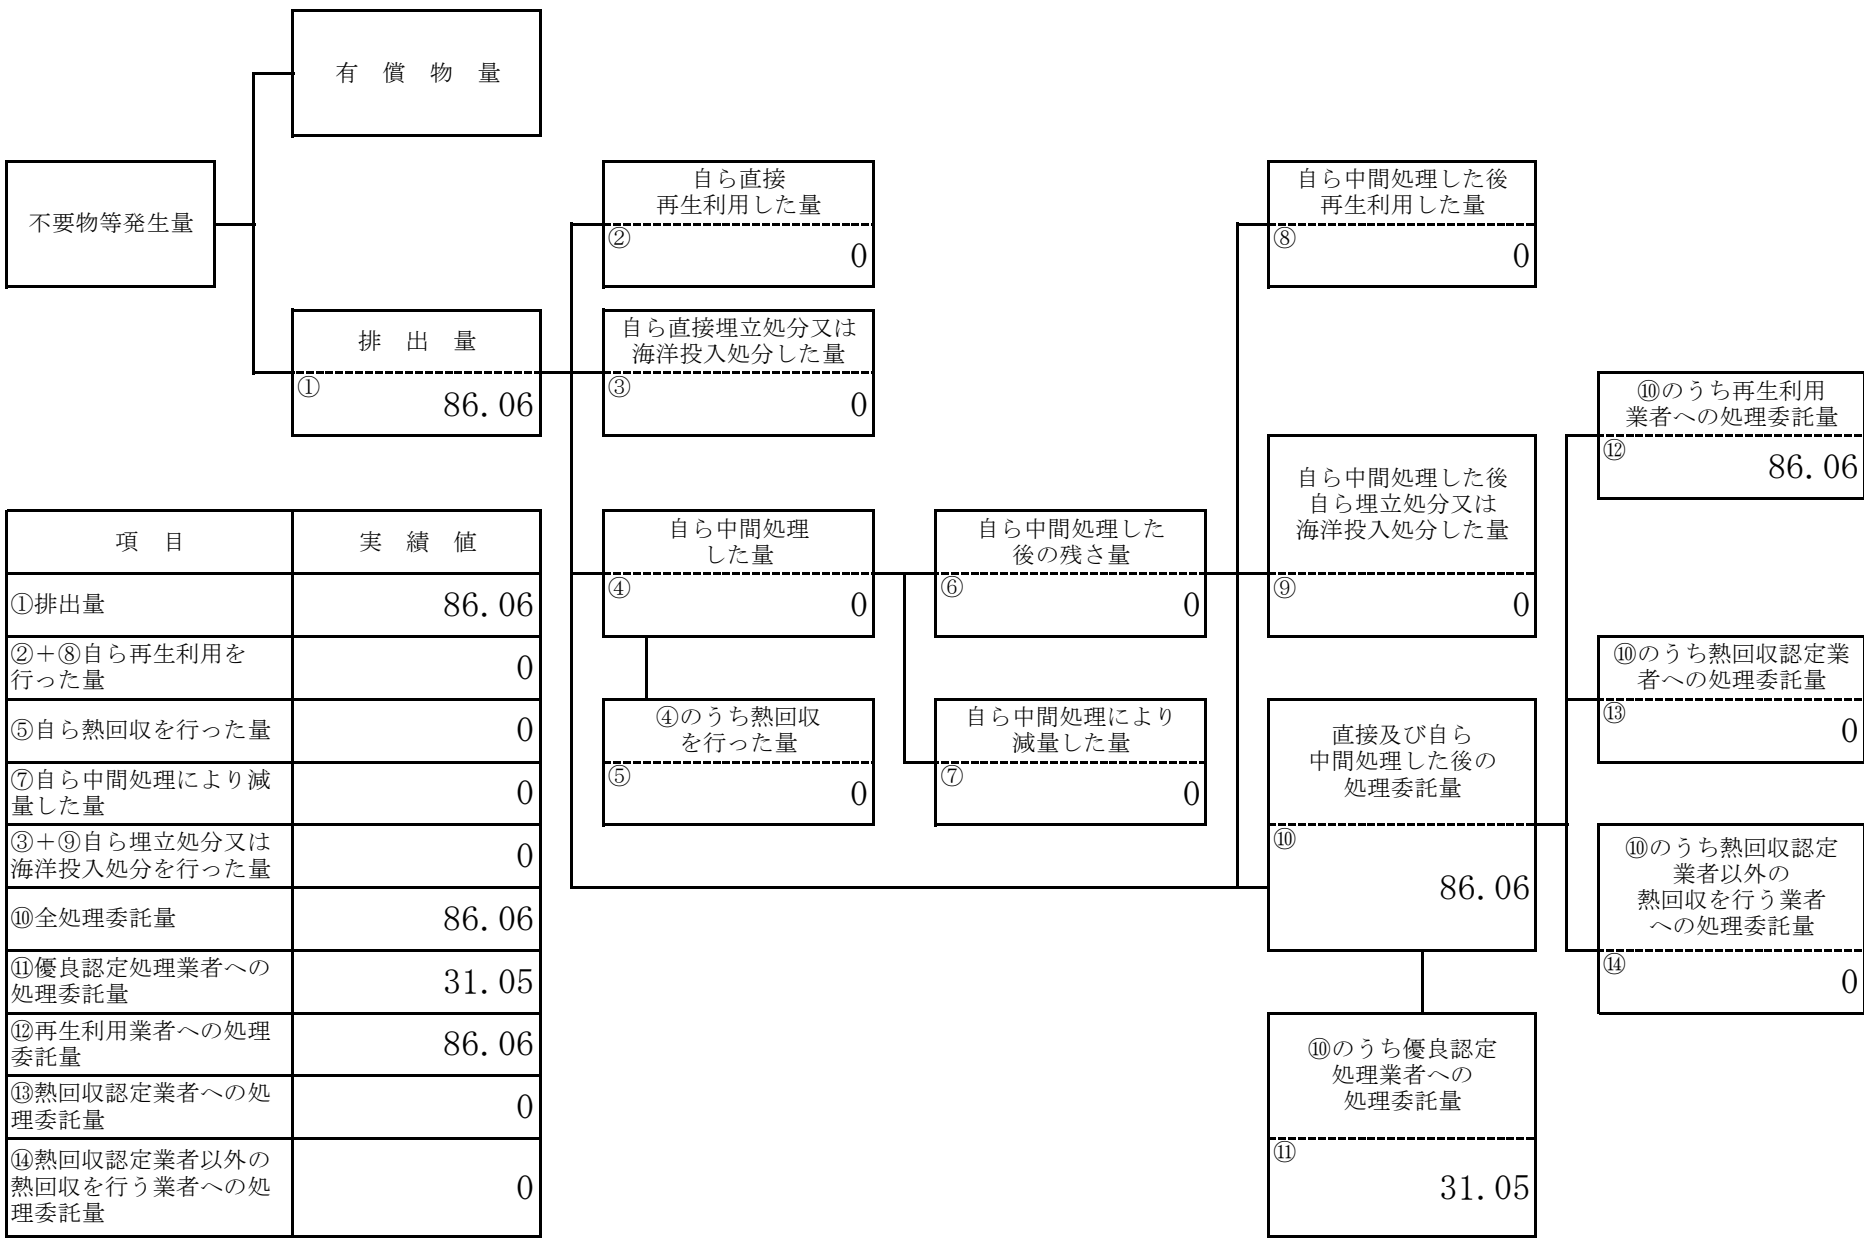 有　償　物　量
不要物等発生量
排　出　量
①
86.06
自ら直接
再生利用した量
②
0
自ら直接埋立処分又は
海洋投入処分した量
③
0
自ら中間処理
した量
④
0
④のうち熱回収
を行った量
⑤
0
自ら中間処理した
後の残さ量
⑥
0
自ら中間処理により
減量した量
⑦
0
自ら中間処理した後
再生利用した量
⑧
0
自ら中間処理した後
自ら埋立処分又は
海洋投入処分した量
⑨
0
直接及び自ら
中間処理した後の
処理委託量
⑩
86.06
⑩のうち優良認定
処理業者への
処理委託量
⑪
31.05
⑩のうち再生利用
業者への処理委託量
⑫
86.06
⑩のうち熱回収認定業
者への処理委託量
⑬
0
⑩のうち熱回収認定
業者以外の
熱回収を行う業者
への処理委託量
⑭
0
項　目　実　績　値
①排出量　86.06
②＋⑧自ら再生利用を
行った量
0
⑤自ら熱回収を行った量　0
⑦自ら中間処理により減
量した量
0
③＋⑨自ら埋立処分又は
海洋投入処分を行った量
0
⑩全処理委託量　86.06
⑪優良認定処理業者への
処理委託量
31.05
⑫再生利用業者への処理
委託量
86.06
⑬熱回収認定業者への処
理委託量
0
⑭熱回収認定業者以外の
熱回収を行う業者への処
理委託量
0